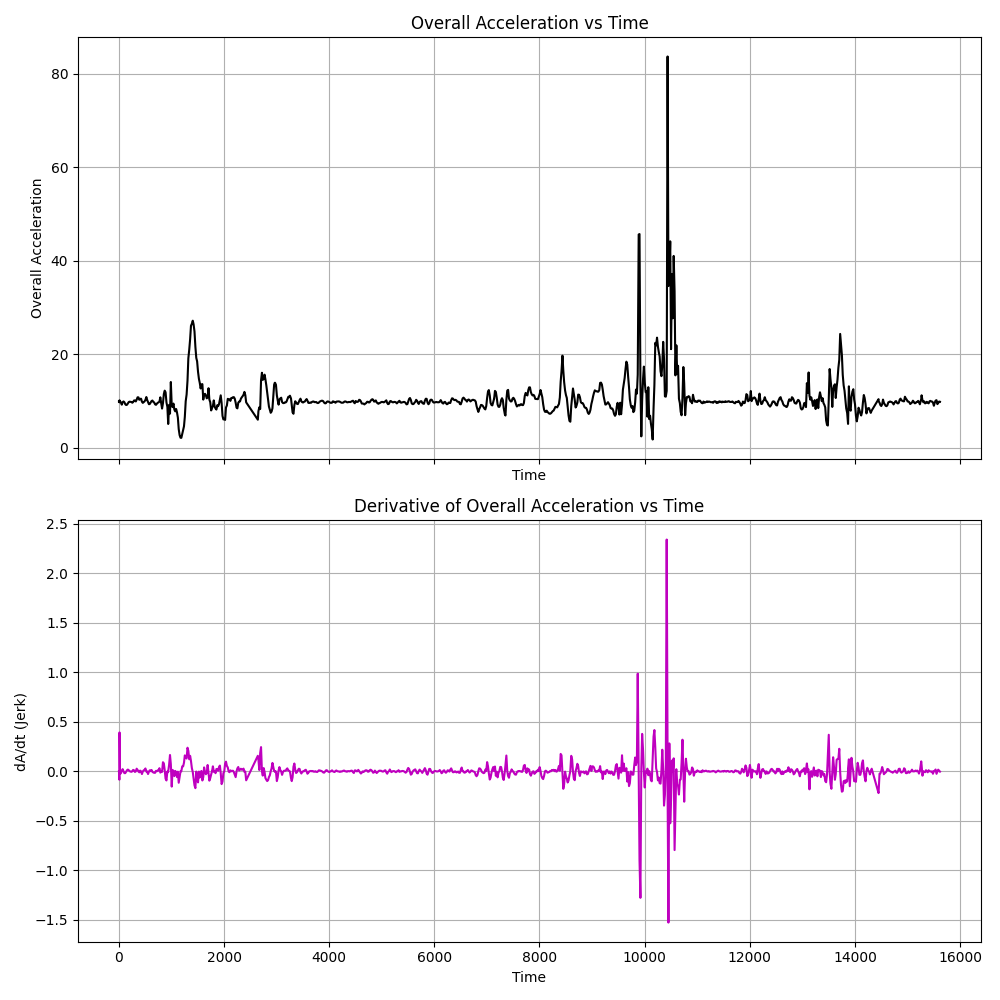 Overall Acceleration vs Time
80
60
40
20
0
Overall Acceleration
Time
Derivative of Overall Acceleration vs Time
2.5
2.0
1.5
1.0
0.5
0.0
−0.5
−1.0
−1.5
dA/dt (Jerk)
0 2000 4000 6000 8000 10000 12000 14000 16000
Time